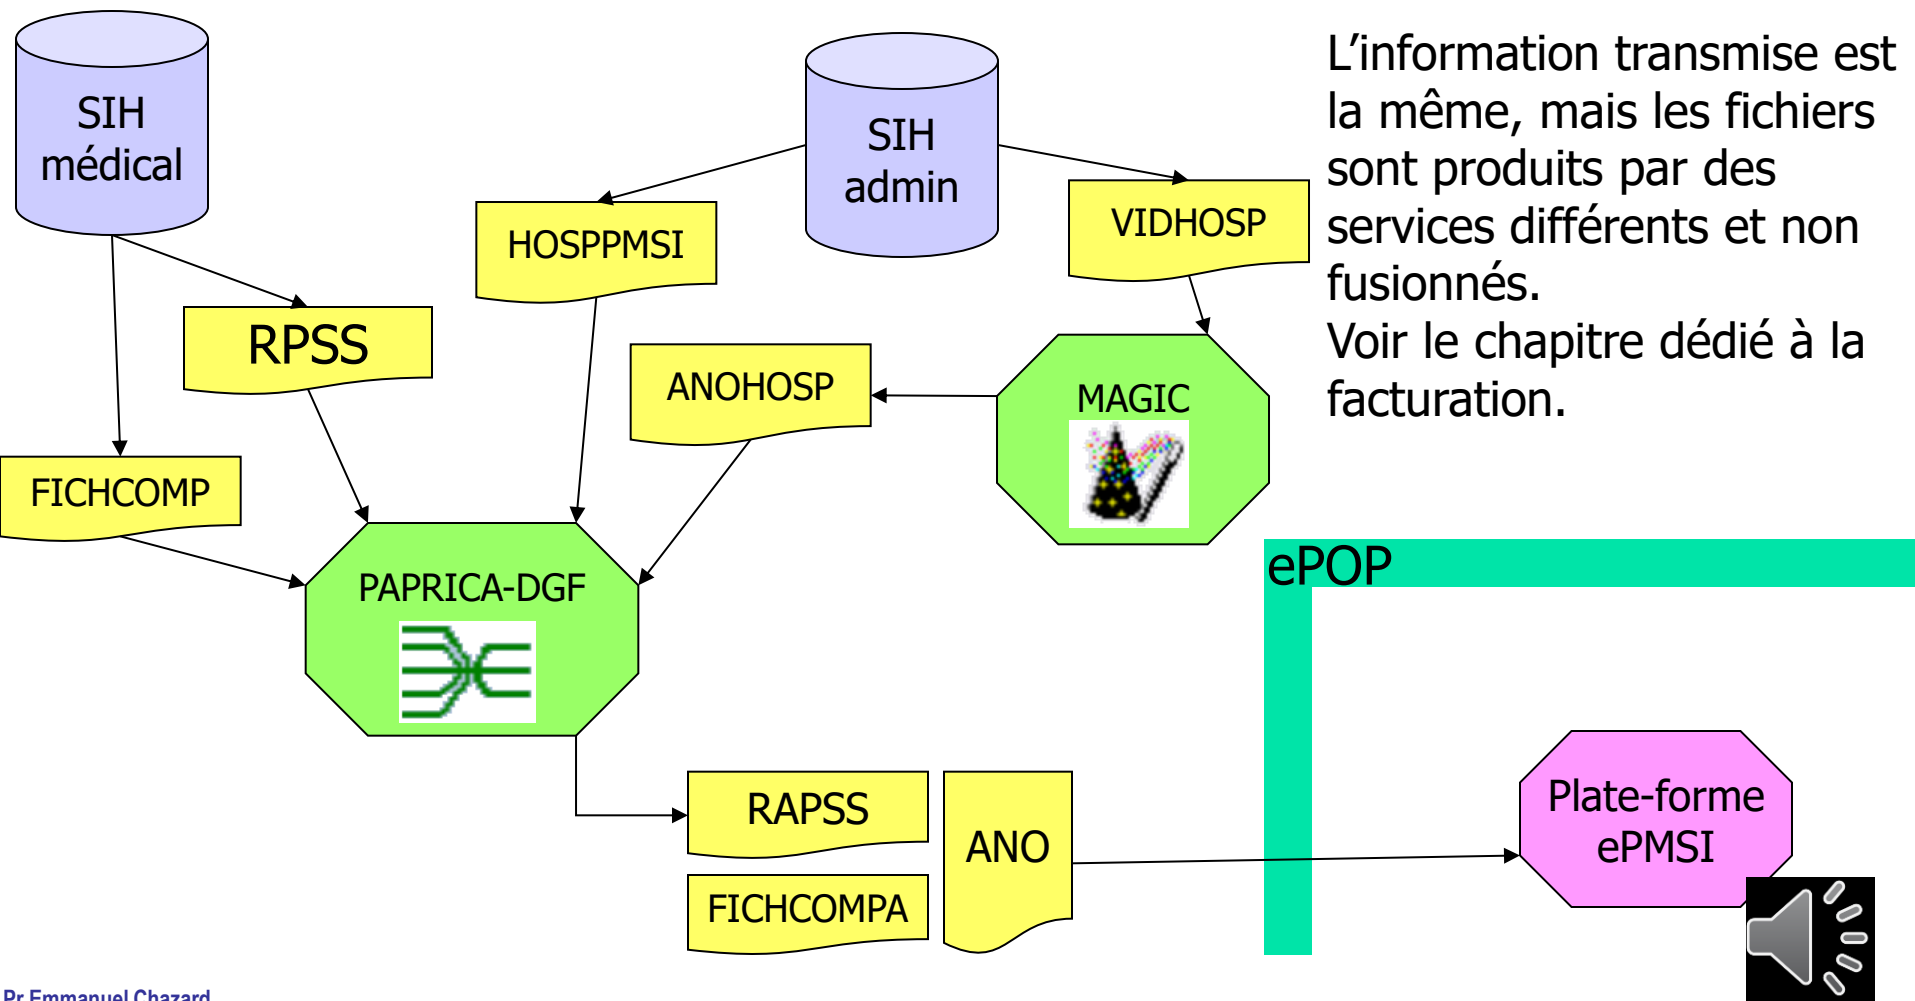 SIH
médical
SIH
admin
L’information transmise est
la même, mais les fichiers
sont produits par des
services différents et non
fusionnés.
Voir le chapitre dédié à la
facturation.
HOSPPMSI
VIDHOSP
RPSS
ANOHOSP
MAGIC
FICHCOMP
PAPRICA-DGF
ePOP
RAPSS
ANO
FICHCOMPA
Plate-forme
ePMSI
Pr Emmanuel Chazard